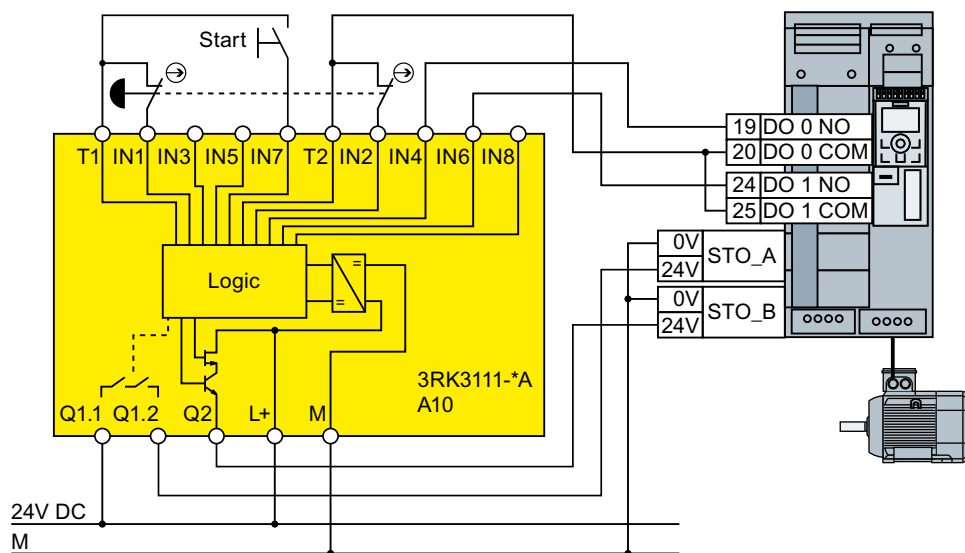 Start
T1 IN1 IN3 IN5 IN7 T2 IN2 IN4 IN6 IN8
19 DO 0 NO
20 DO 0 COM
24 DO 1 NO
25 DO 1 COM
0V
24V
STO_A
0V
24V
STO_B
Logic
=
=
3RK3111-*A
A10
Q1.1 Q1.2 Q2 L+ M
24V DC
M